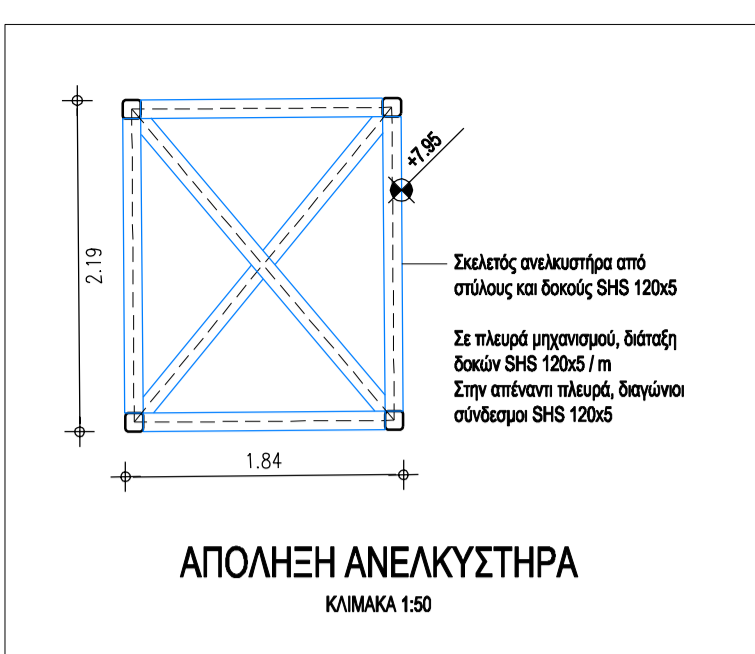 +7.95
2.19
Σκελετός ανελκυστήρα από
στύλους και δοκούς SHS 120x5
Σε πλευρά μηχανισμού, διάταξη
δοκών SHS 120x5 / m
Στην απέναντι πλευρά, διαγώνιοι
σύνδεσμοι SHS 120x5
1.84
ΑΠΟΛΗΞΗ ΑΝΕΛΚΥΣΤΗΡΑ
ΚΛΙΜΑΚΑ 1:50